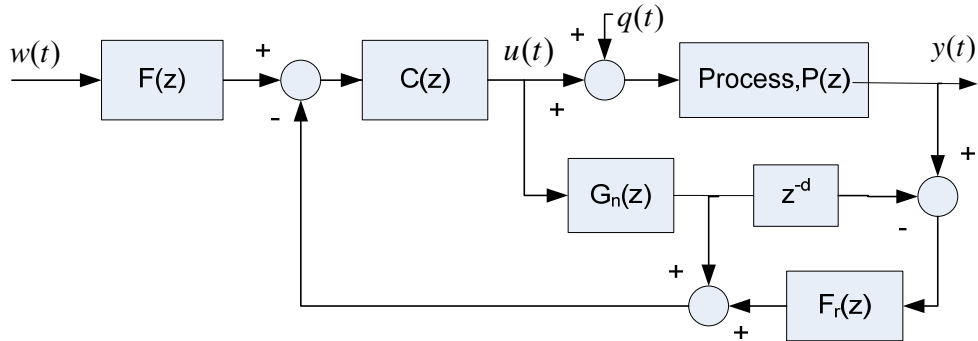 w(t)
F(z)
+
-
C(z)
u(t)
+
+
q(t)
Process,P(z)
y(t)
+
-
G_n(z)
z^{-d}
+
+
F_r(z)